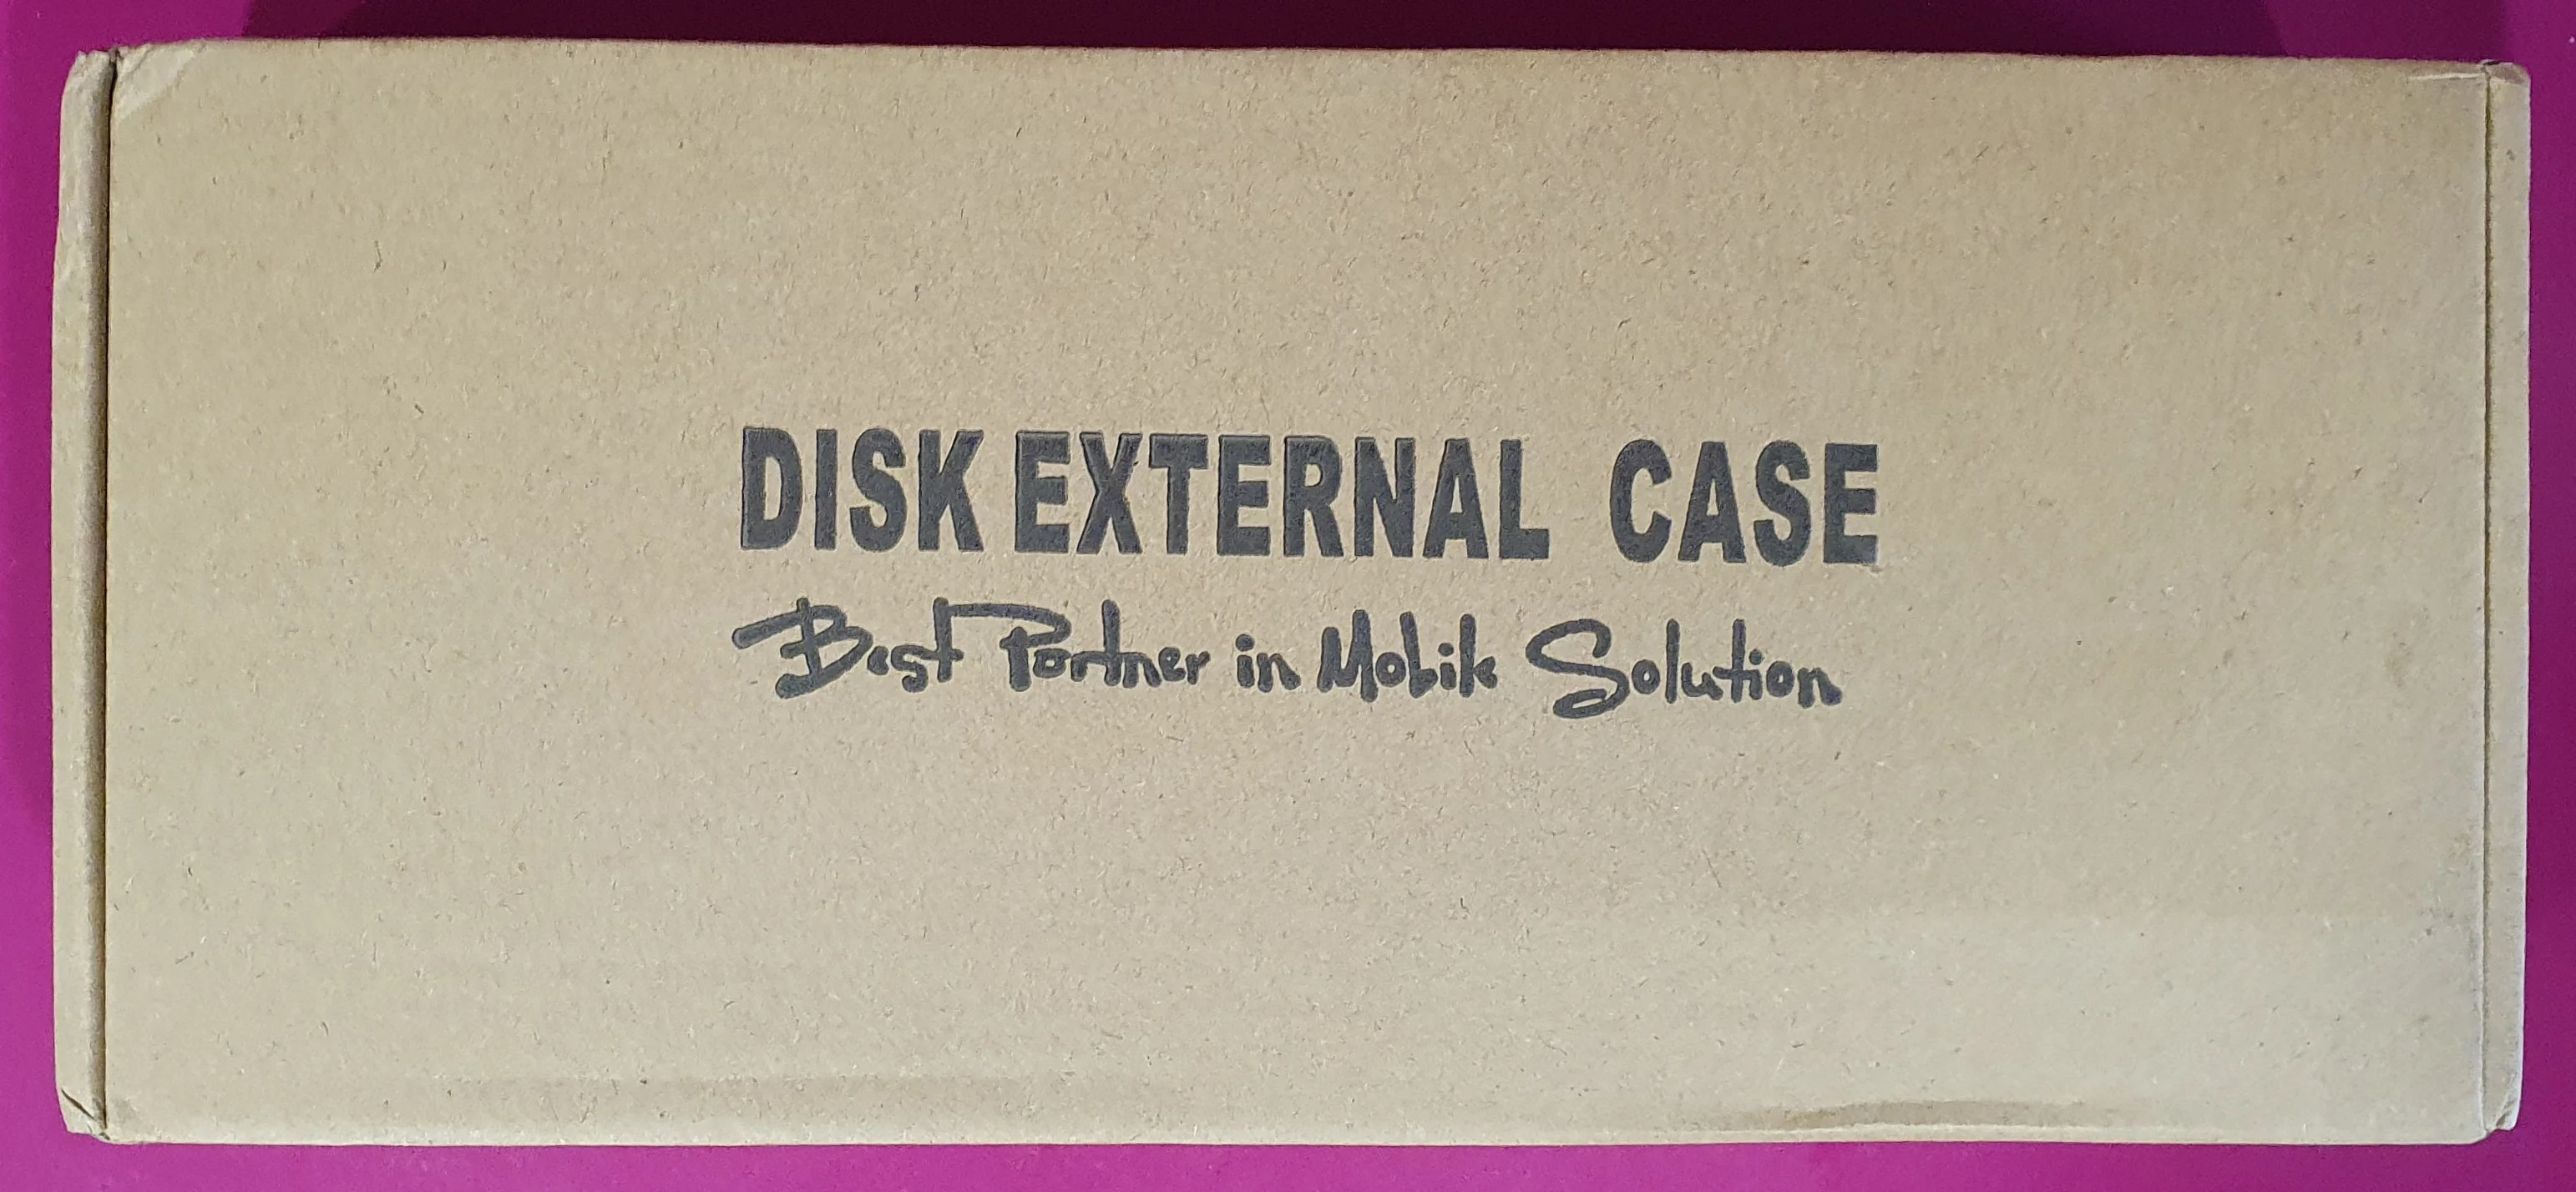 DISK EXTERNAL CASE
Best Partner in Mobile Solution